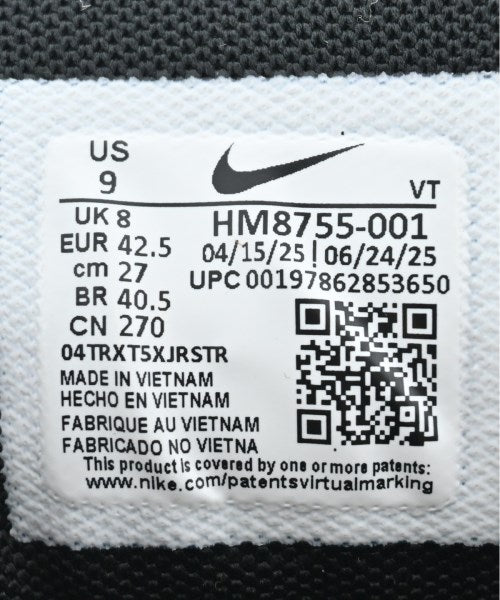 US
9
VT
UK 8
HM8755-001
EUR 42.5
04/15/25 | 06/24/25
cm 27
UPC 00197862853650
BR 40.5
CN 270
04TRXT5XJRSTR
MADE IN VIETNAM
HECHO EN VIETNAM
FABRIQUE AU VIETNAM
FABRICADO NO VIETNA
This product is covered by one or more patents:
www.nike.com/patentsvirtualmarking